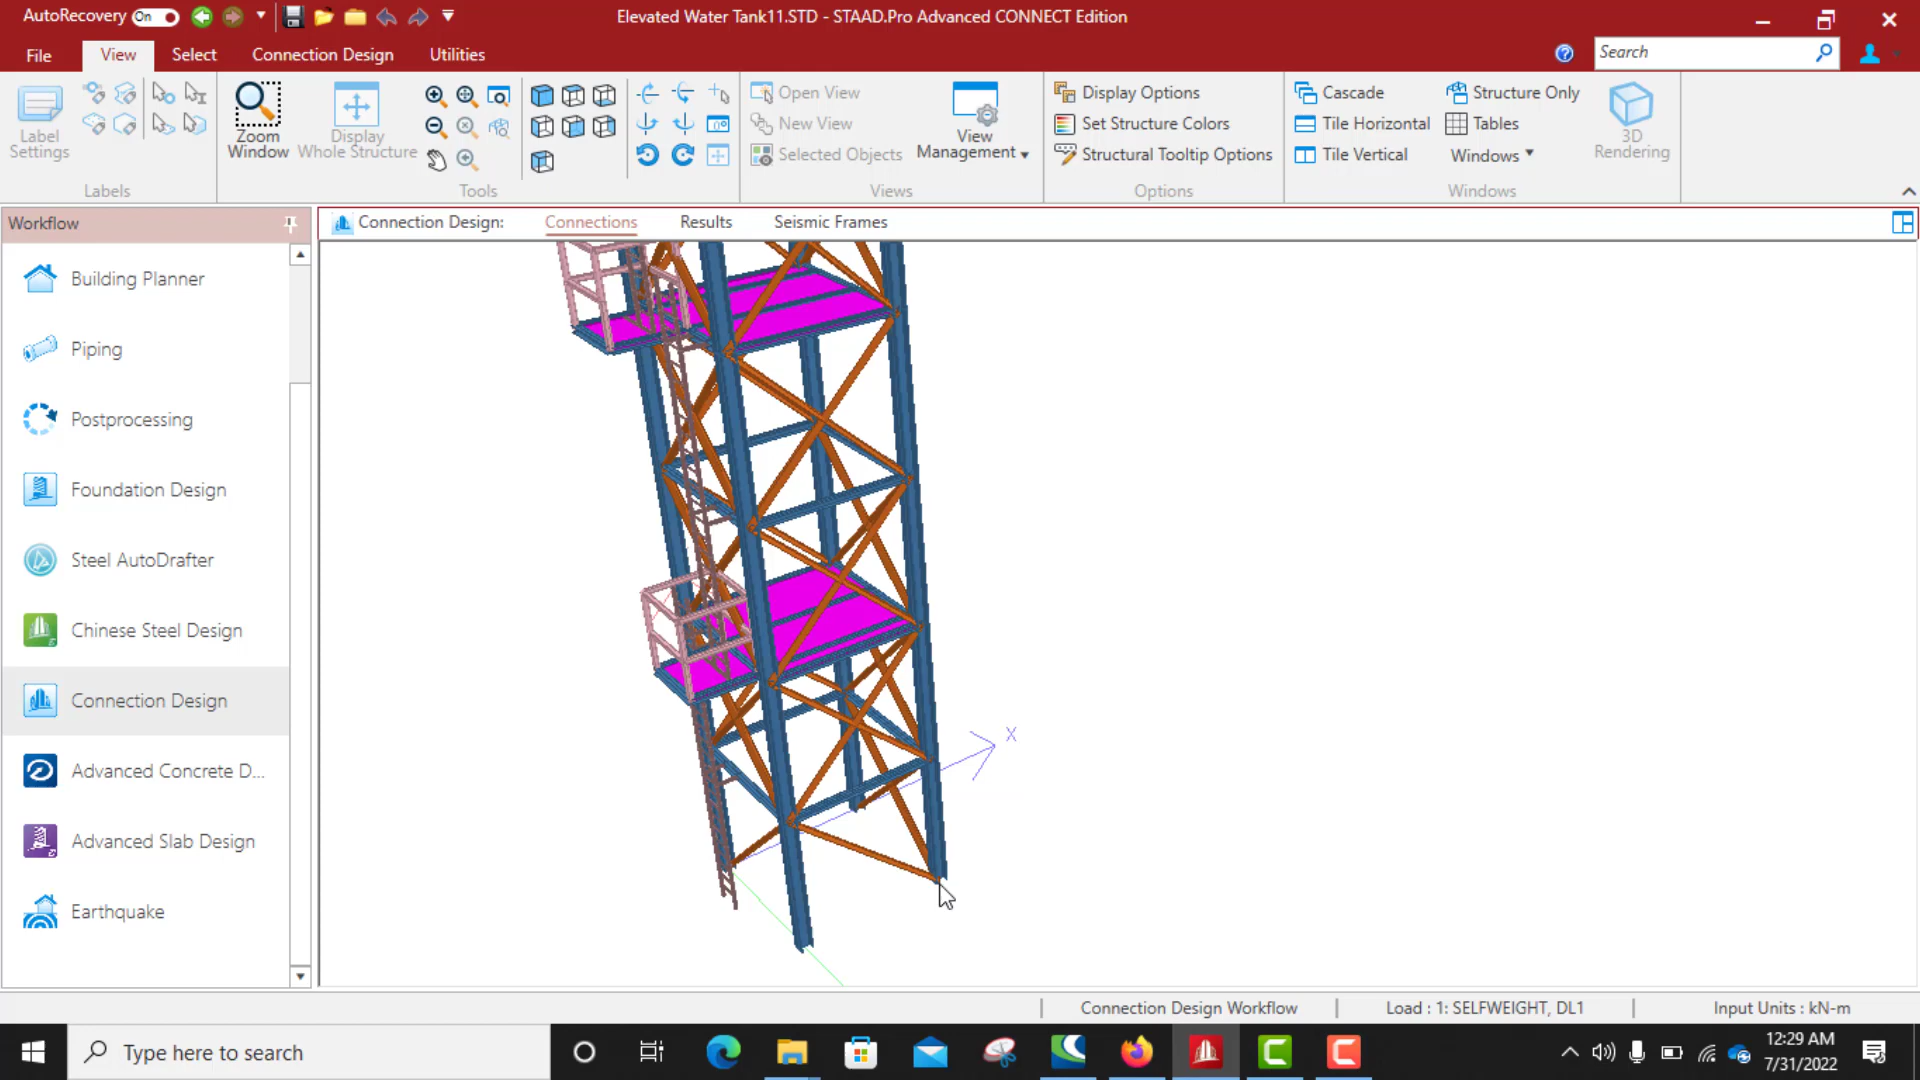 AutoRecovery On
Elevated Water Tank11.STD - STAAD.Pro Advanced CONNECT Edition
File View Select Connection Design Utilities
Search
Label Settings
Zoom Window
Display Whole Structure
Open View
New View
Selected Objects
View Management
Display Options
Set Structure Colors
Structural Tooltip Options
Cascade
Tile Horizontal
Tile Vertical
Structure Only
Tables
Windows
3D Rendering
Labels Tools Views Options Windows
Workflow
Connection Design: Connections Results Seismic Frames
Building Planner
Piping
Postprocessing
Foundation Design
Steel AutoDrafter
Chinese Steel Design
Connection Design
Advanced Concrete D...
Advanced Slab Design
Earthquake
X
Connection Design Workflow Load : 1: SELFWEIGHT, DL1 Input Units : kN-m
Type here to search
12:29 AM
7/31/2022